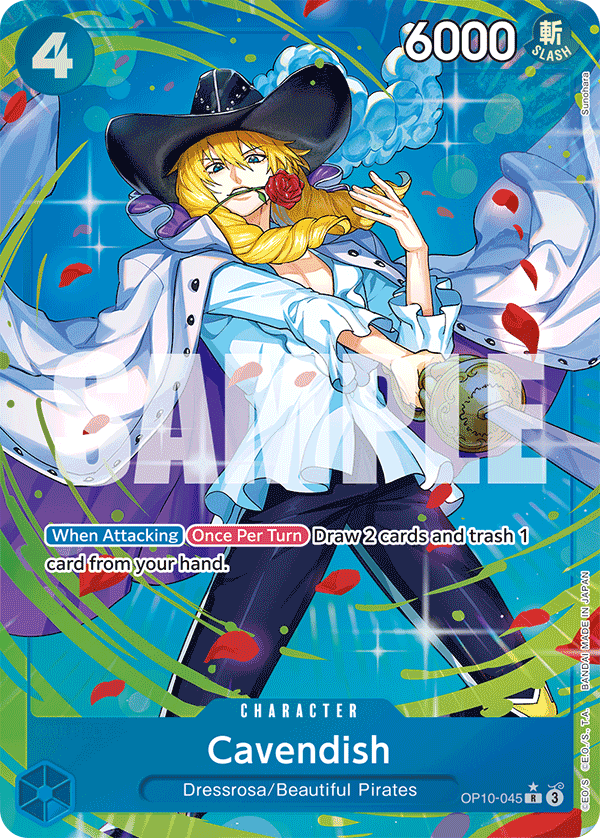 4
6000
斬
SLASH
Sunohara
SAMPLE
When Attacking Once Per Turn Draw 2 cards and trash 1
card from your hand.
©E.O./S., T.A. BANDAI MADE IN JAPAN
©EO/S
CHARACTER
Cavendish
Dressrosa/Beautiful Pirates
OP10-045 R 3